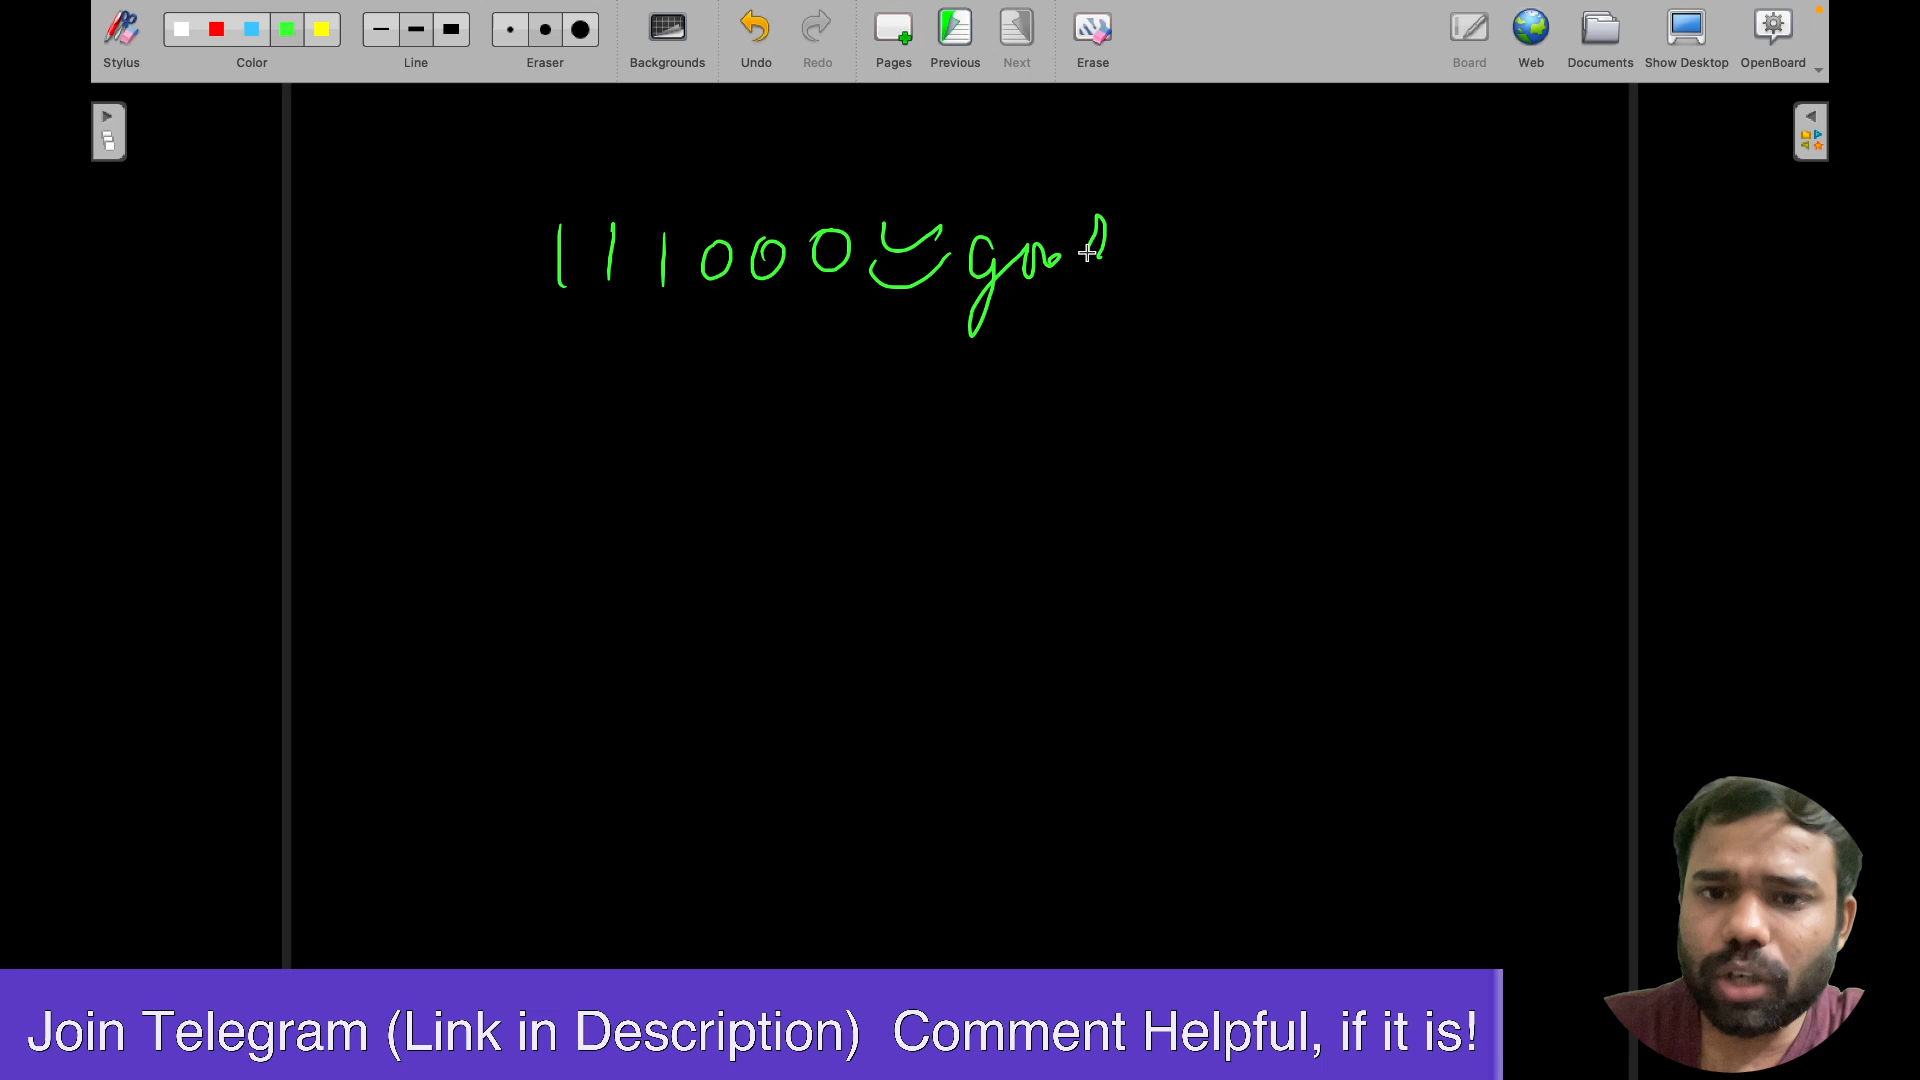 Stylus Color Line Eraser Backgrounds Undo Redo Pages Previous Next Erase Board Web Documents Show Desktop OpenBoard
111000
Join Telegram (Link in Description) Comment Helpful, if it is!